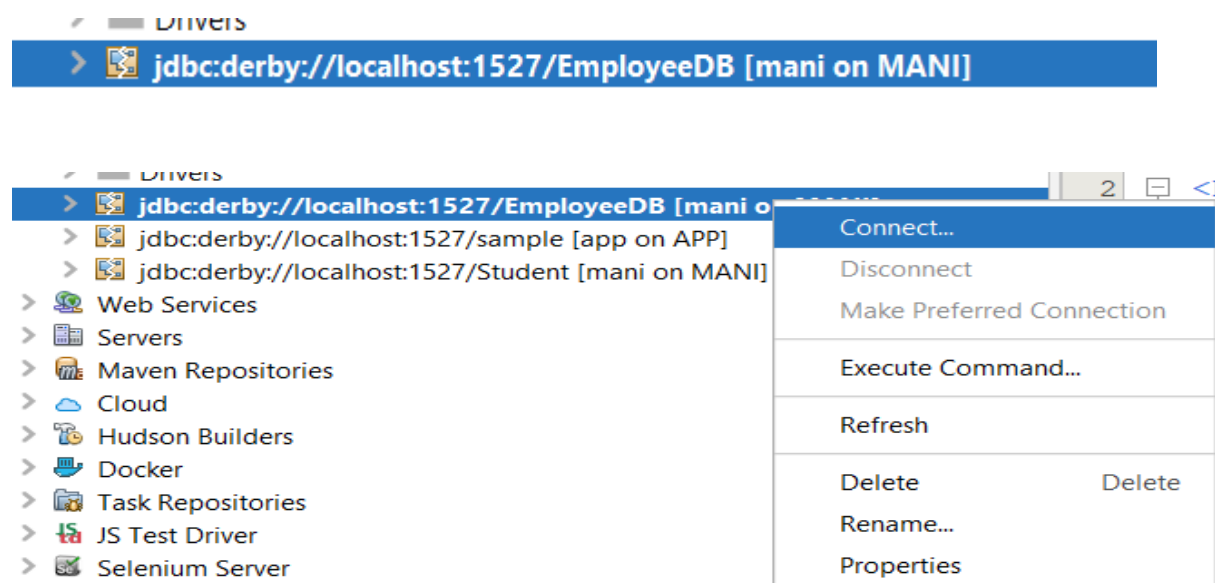 Drivers
jdbc:derby://localhost:1527/EmployeeDB [mani on MANI]
Drivers
2
jdbc:derby://localhost:1527/EmployeeDB [mani o
jdbc:derby://localhost:1527/sample [app on APP]
jdbc:derby://localhost:1527/Student [mani on MANI]
Web Services
Servers
Maven Repositories
Cloud
Hudson Builders
Docker
Task Repositories
JS Test Driver
Selenium Server
Connect...
Disconnect
Make Preferred Connection
Execute Command...
Refresh
Delete Delete
Rename...
Properties